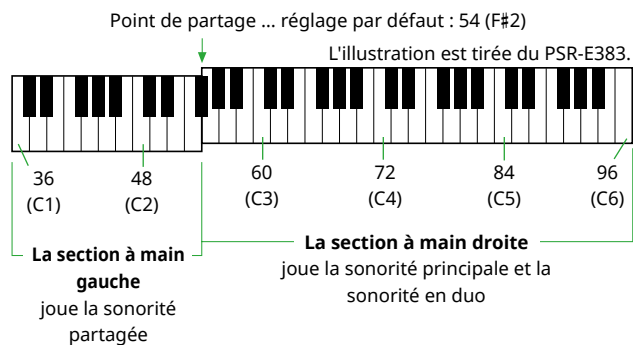 Point de partage ... réglage par défaut : 54 (F#2)
L'illustration est tirée du PSR-E383.
36
(C1)
48
(C2)
60
(C3)
72
(C4)
84
(C5)
96
(C6)
La section à main
gauche
joue la sonorité
partagée
La section à main droite
joue la sonorité principale et la
sonorité en duo